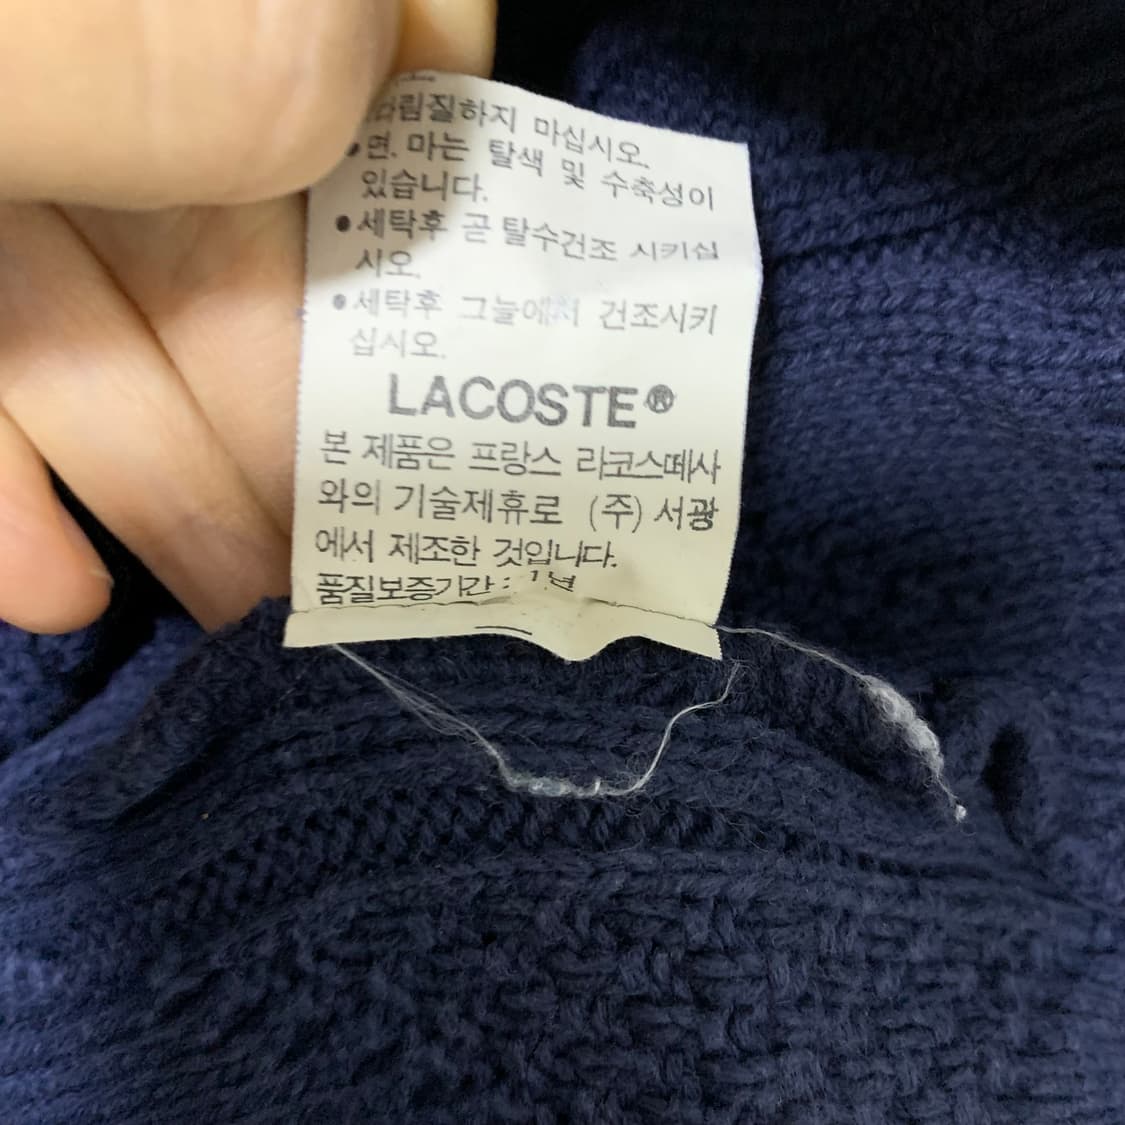 다림질하지 마십시오.
●면. 마는 탈색 및 수축성이
있습니다.
●세탁후 곧 탈수건조 시키십
시오.
●세탁후 그늘에서 건조시키
십시오.
LACOSTE®
본 제품은 프랑스 라코스떼사
와의 기술제휴로 (주) 서광
에서 제조한 것입니다.
품질보증기간 : 1년